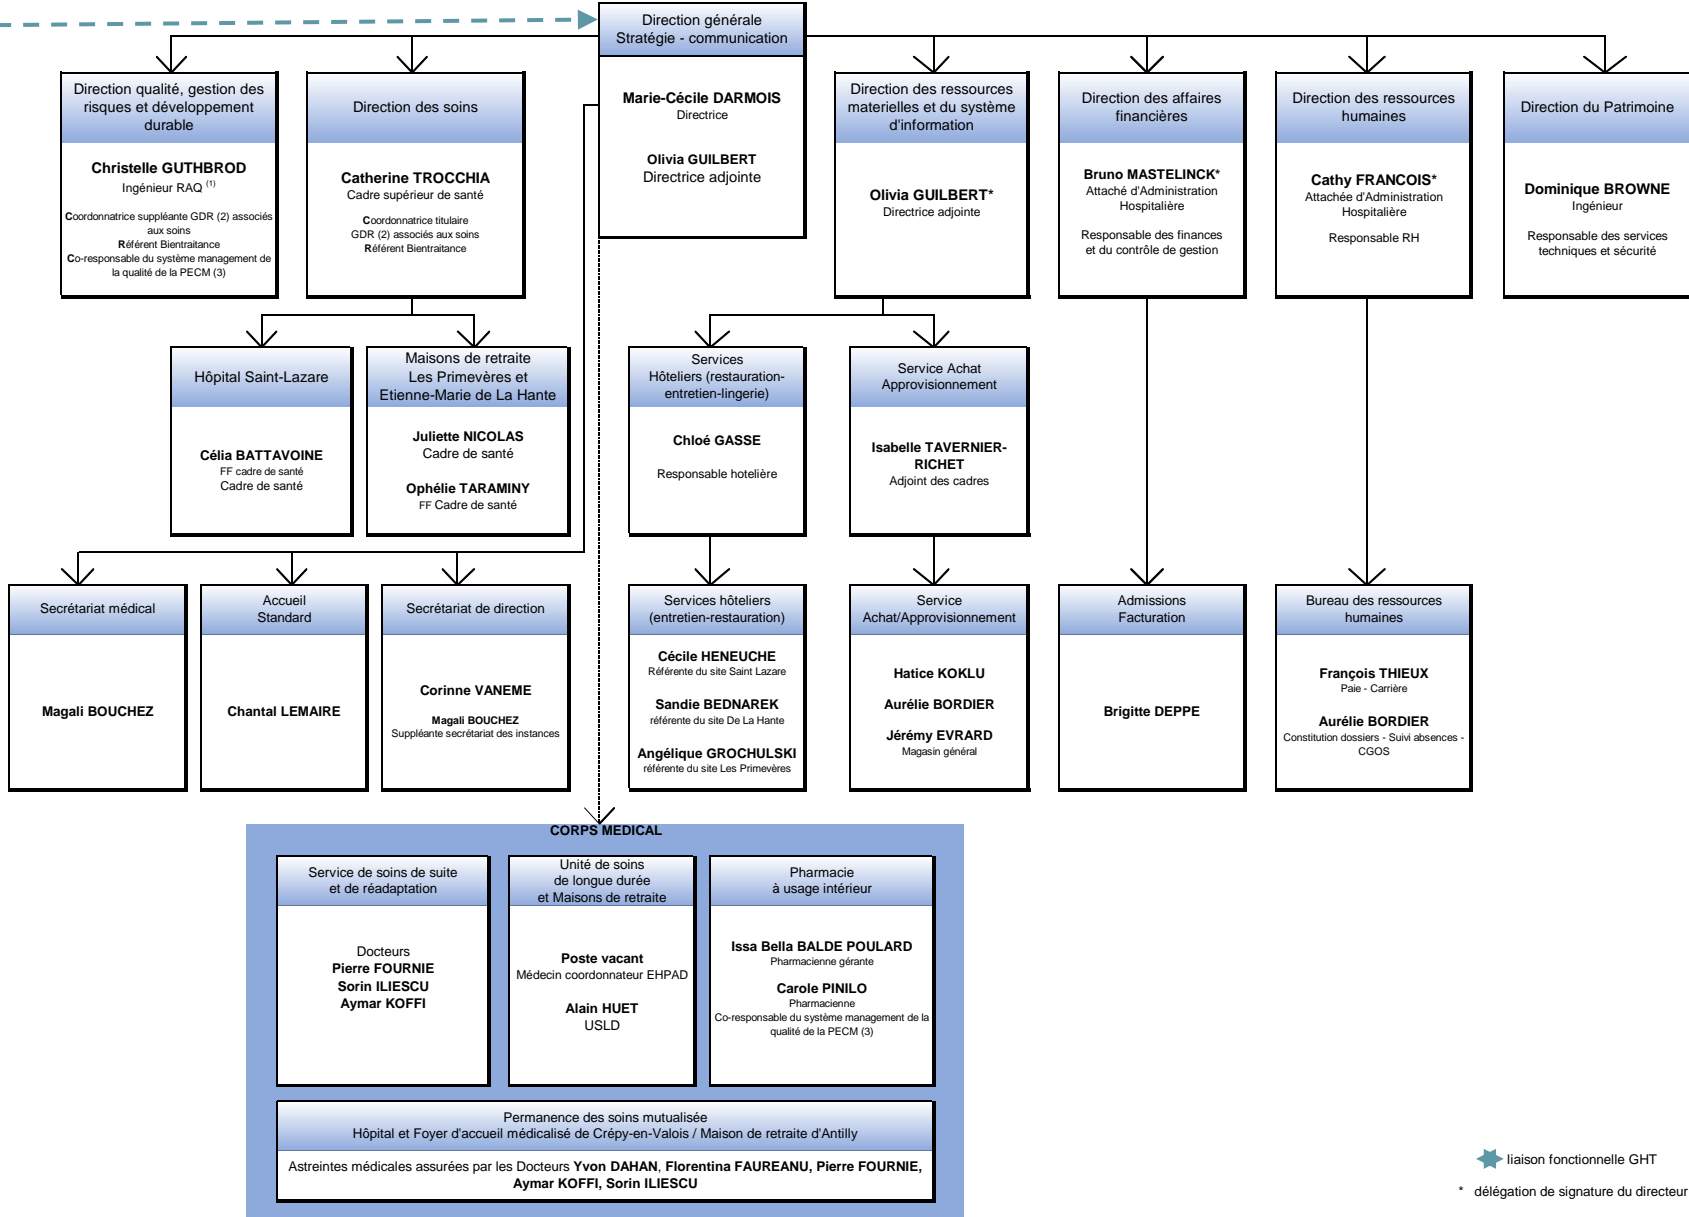 Direction générale
Stratégie - communication
Marie-Cécile DARMOIS
Directrice
Olivia GUILBERT
Directrice adjointe
Direction qualité, gestion des
risques et développement
durable
Christelle GUTHBROD
Ingénieur RAQ (1)
Coordonnatrice suppléante GDR (2) associés
aux soins
Référent Bientraitance
Co-responsable du système management de
la qualité de la PECM (3)
Direction des soins
Catherine TROCCHIA
Cadre supérieur de santé
Coordonnatrice titulaire
GDR (2) associés aux soins
Référent Bientraitance
Direction des ressources
materielles et du système
d'information
Olivia GUILBERT*
Directrice adjointe
Direction des affaires
financières
Bruno MASTELINCK*
Attaché d'Administration
Hospitalière
Responsable des finances
et du contrôle de gestion
Direction des ressources
humaines
Cathy FRANCOIS*
Attachée d'Administration
Hospitalière
Responsable RH
Direction du Patrimoine
Dominique BROWNE
Ingénieur
Responsable des services
techniques et sécurité
Hôpital Saint-Lazare
Célia BATTAVOINE
FF cadre de santé
Cadre de santé
Maisons de retraite
Les Primevères et
Etienne-Marie de La Hante
Juliette NICOLAS
Cadre de santé
Ophélie TARAMINY
FF Cadre de santé
Services
Hôteliers (restauration-
entretien-lingerie)
Chloé GASSE
Responsable hotelière
Service Achat
Approvisionnement
Isabelle TAVERNIER-
RICHET
Adjoint des cadres
Secrétariat médical
Magali BOUCHEZ
Accueil
Standard
Chantal LEMAIRE
Secrétariat de direction
Corinne VANEME
Magali BOUCHEZ
Suppléante secrétariat des instances
Services hôteliers
(entretien-restauration)
Cécile HENEUCHE
Référente du site Saint Lazare
Sandie BEDNAREK
référente du site De La Hante
Angélique GROCHULSKI
référente du site Les Primevères
Service
Achat/Approvisionnement
Hatice KOKLU
Aurélie BORDIER
Jérémy EVRARD
Magasin général
Admissions
Facturation
Brigitte DEPPE
Bureau des ressources
humaines
François THIEUX
Paie - Carrière
Aurélie BORDIER
Constitution dossiers - Suivi absences -
CGOS
CORPS MEDICAL
Service de soins de suite
et de réadaptation
Docteurs
Pierre FOURNIE
Sorin ILIESCU
Aymar KOFFI
Unité de soins
de longue durée
et Maisons de retraite
Poste vacant
Médecin coordonnateur EHPAD
Alain HUET
USLD
Pharmacie
à usage intérieur
Issa Bella BALDE POULARD
Pharmacienne gérante
Carole PINILO
Pharmacienne
Co-responsable du système management de la
qualité de la PECM (3)
Permanence des soins mutualisée
Hôpital et Foyer d'accueil médicalisé de Crépy-en-Valois / Maison de retraite d'Antilly
Astreintes médicales assurées par les Docteurs Yvon DAHAN, Florentina FAUREANU, Pierre FOURNIE,
Aymar KOFFI, Sorin ILIESCU
liaison fonctionnelle GHT
* délégation de signature du directeur